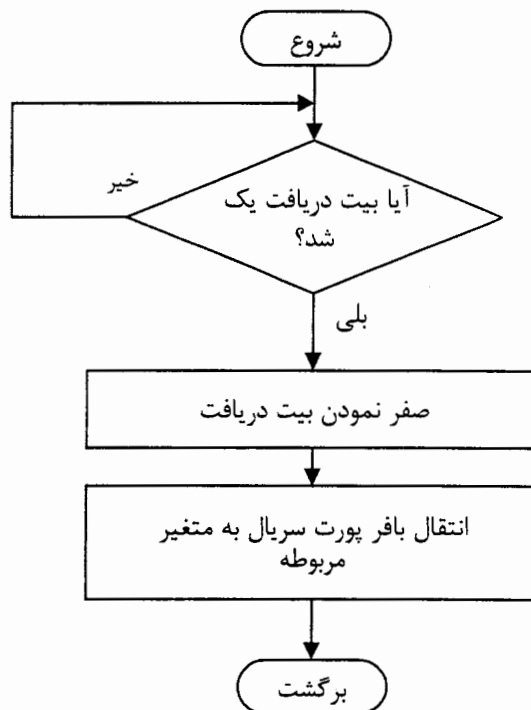 شروع
خیر
آیا بیت دریافت یک
شد؟
بلی
صفر نمودن بیت دریافت
انتقال بافر پورت سریال به متغیر
مربوطه
برگشت